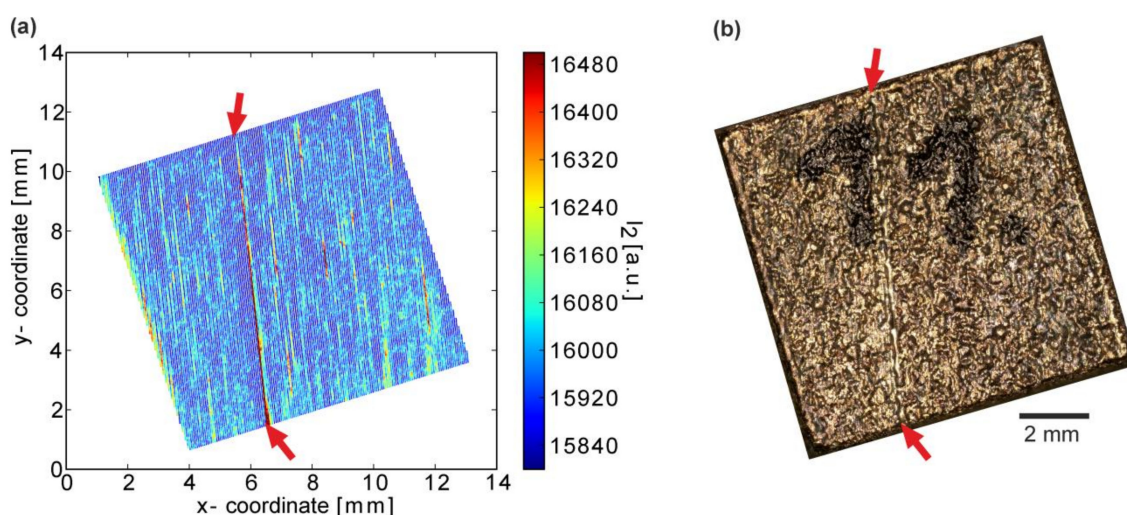 (a)
14
12
10
8
6
4
2
0
y- coordinate [mm]
0 2 4 6 8 10 12 14
x- coordinate [mm]
16480
16400
16320
16240
16160
16080
16000
15920
15840
I2 [a.u.]
(b)
11.
2 mm